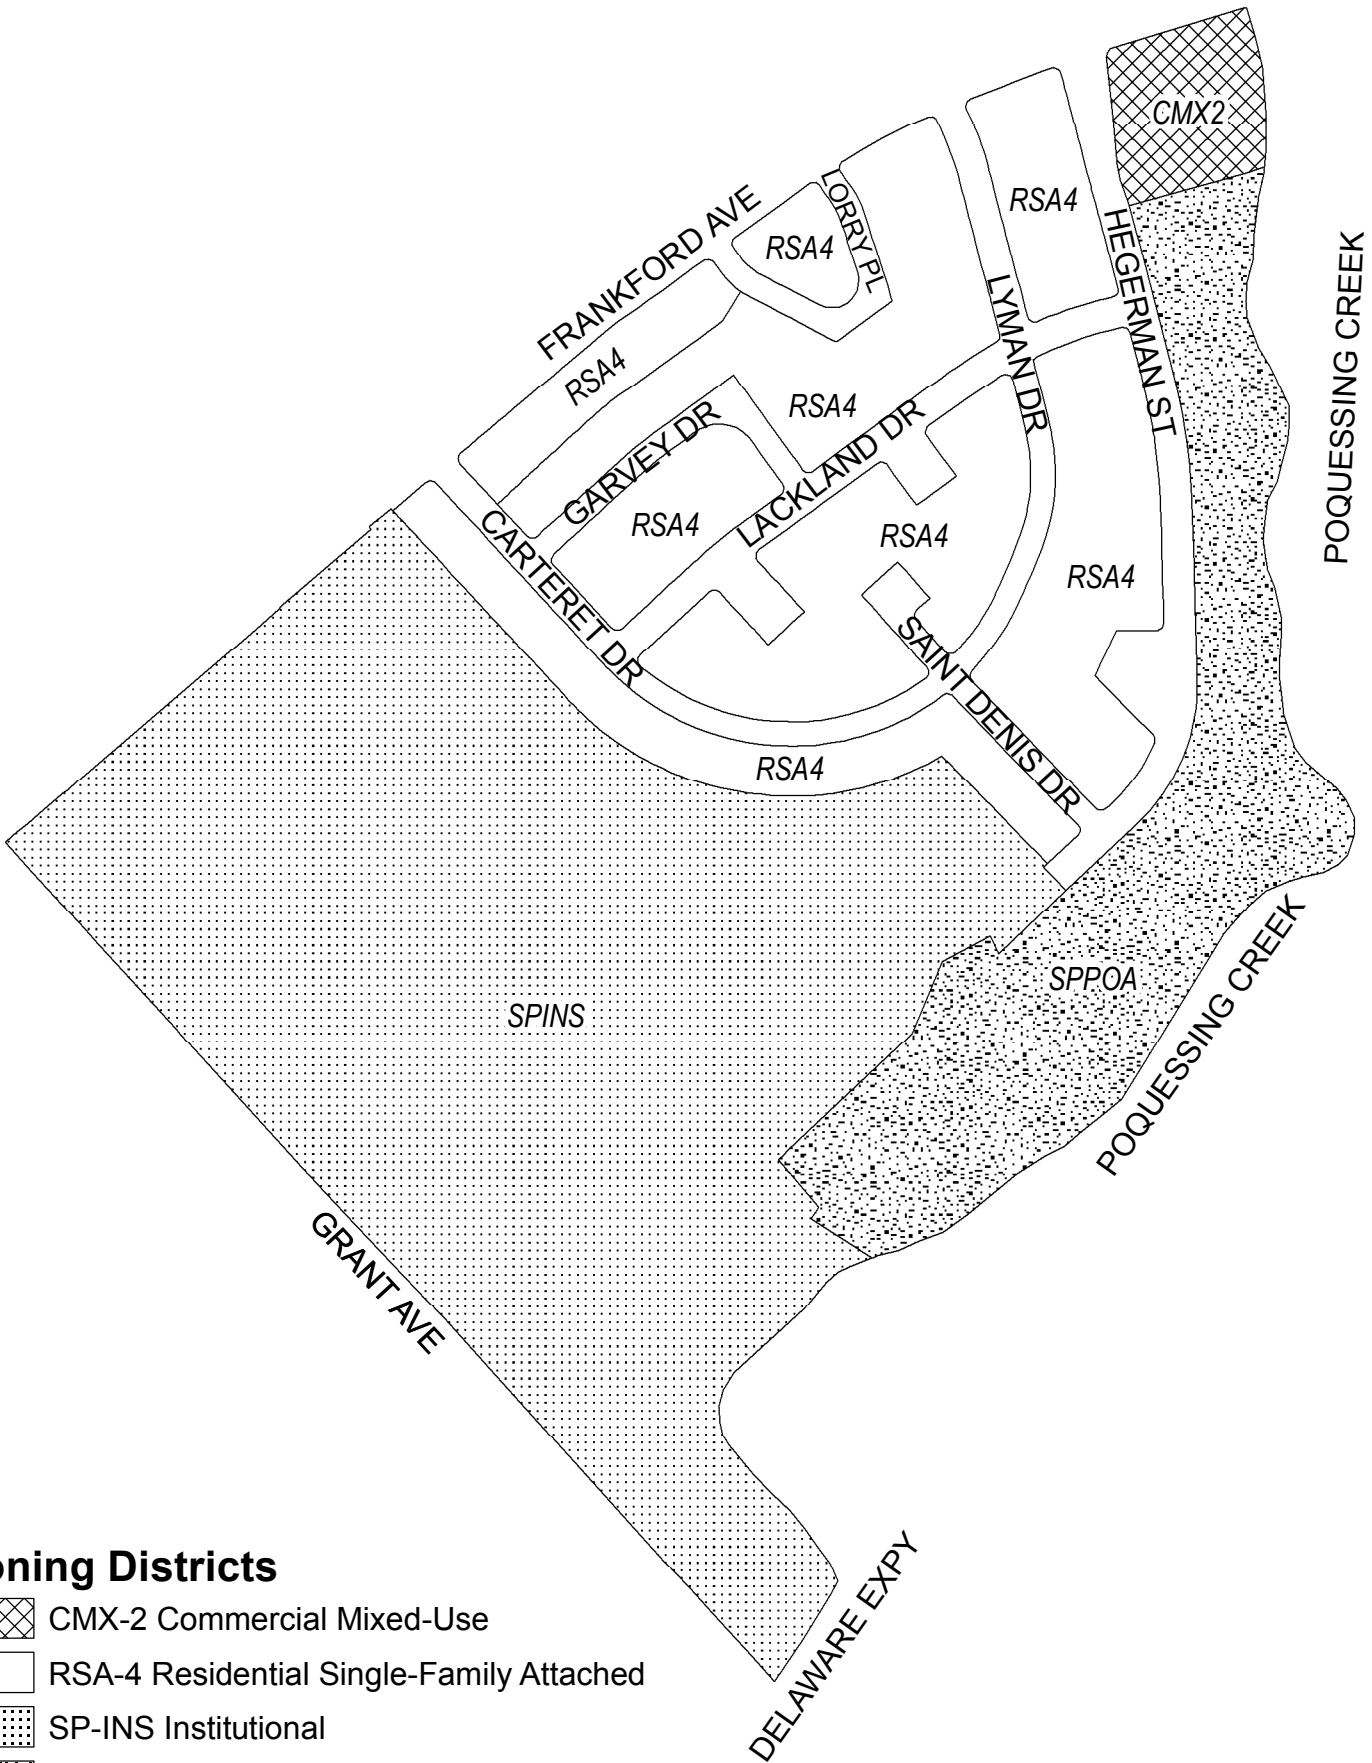 CMX2
RSA4
LORRY PL
FRANKFORD AVE
RSA4
HEGERMAN ST
POQUESSING CREEK
LYMAN DR
RSA4
RSA4
LACKLAND DR
GARVEY DR
RSA4
RSA4
CARTERET DR
RSA4
SAINT DENIS DR
RSA4
SPPOA
POQUESSING CREEK
SPINS
GRANT AVE
DELAWARE EXPY
oning Districts
CMX-2 Commercial Mixed-Use
RSA-4 Residential Single-Family Attached
SP-INS Institutional